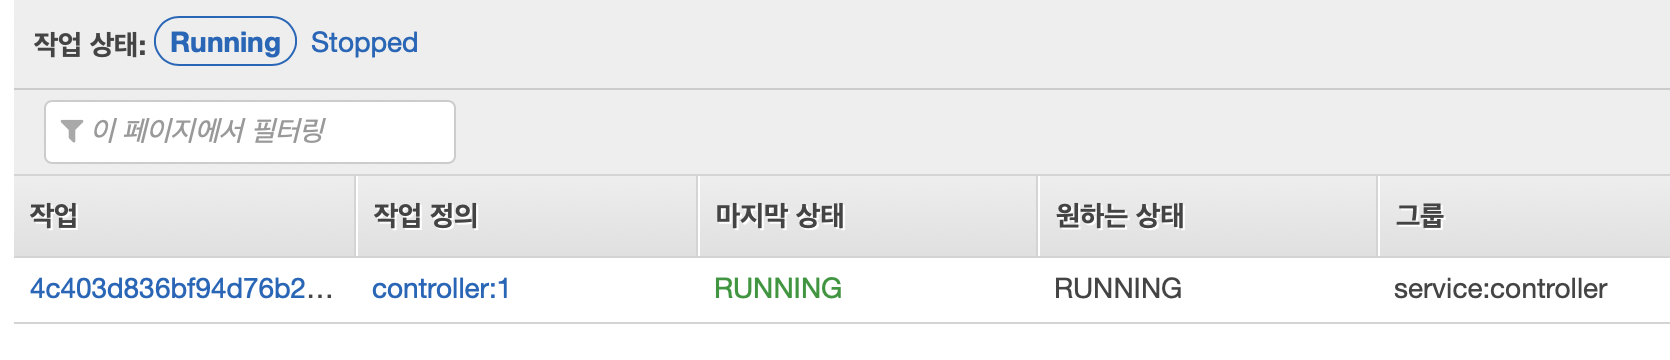 작업 상태: Running Stopped
이 페이지에서 필터링
작업 작업 정의 마지막 상태 원하는 상태 그룹
4c403d836bf94d76b2... controller:1 RUNNING RUNNING service:controller